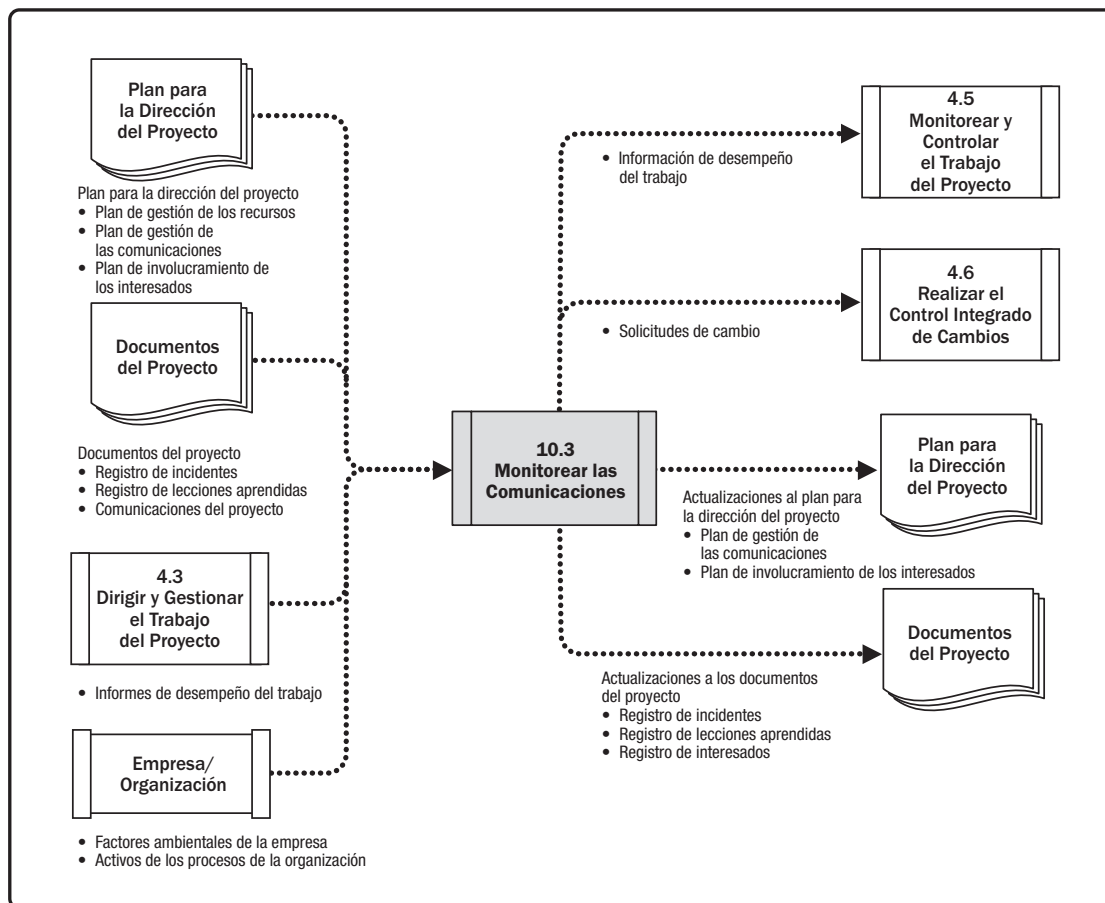 Plan para
la Dirección
del Proyecto
Plan para la dirección del proyecto
• Plan de gestión de los recursos
• Plan de gestión de
las comunicaciones
• Plan de involucramiento de
los interesados
Documentos
del Proyecto
Documentos del proyecto
• Registro de incidentes
• Registro de lecciones aprendidas
• Comunicaciones del proyecto
4.3
Dirigir y Gestionar
el Trabajo
del Proyecto
• Informes de desempeño del trabajo
Empresa/
Organización
• Factores ambientales de la empresa
• Activos de los procesos de la organización
10.3
Monitorear las
Comunicaciones
• Información de desempeño
del trabajo
4.5
Monitorear y
Controlar
el Trabajo
del Proyecto
• Solicitudes de cambio
4.6
Realizar el
Control Integrado
de Cambios
Actualizaciones al plan para
la dirección del proyecto
• Plan de gestión de
las comunicaciones
• Plan de involucramiento de los interesados
Plan para
la Dirección
del Proyecto
Actualizaciones a los documentos
del proyecto
• Registro de incidentes
• Registro de lecciones aprendidas
• Registro de interesados
Documentos
del Proyecto